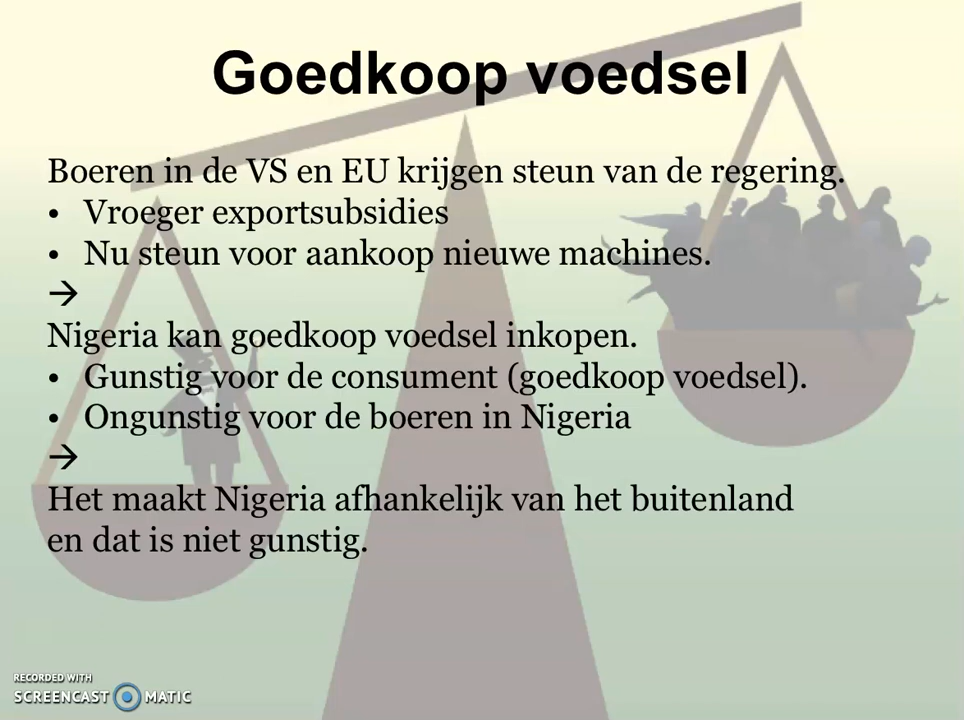 Goedkoop voedsel
Boeren in de VS en EU krijgen steun van de regering.
• Vroeger exportsubsidies
• Nu steun voor aankoop nieuwe machines.
→
Nigeria kan goedkoop voedsel inkopen.
• Gunstig voor de consument (goedkoop voedsel).
• Ongunstig voor de boeren in Nigeria
→
Het maakt Nigeria afhankelijk van het buitenland
en dat is niet gunstig.
RECORDED WITH
SCREENCAST MATIC